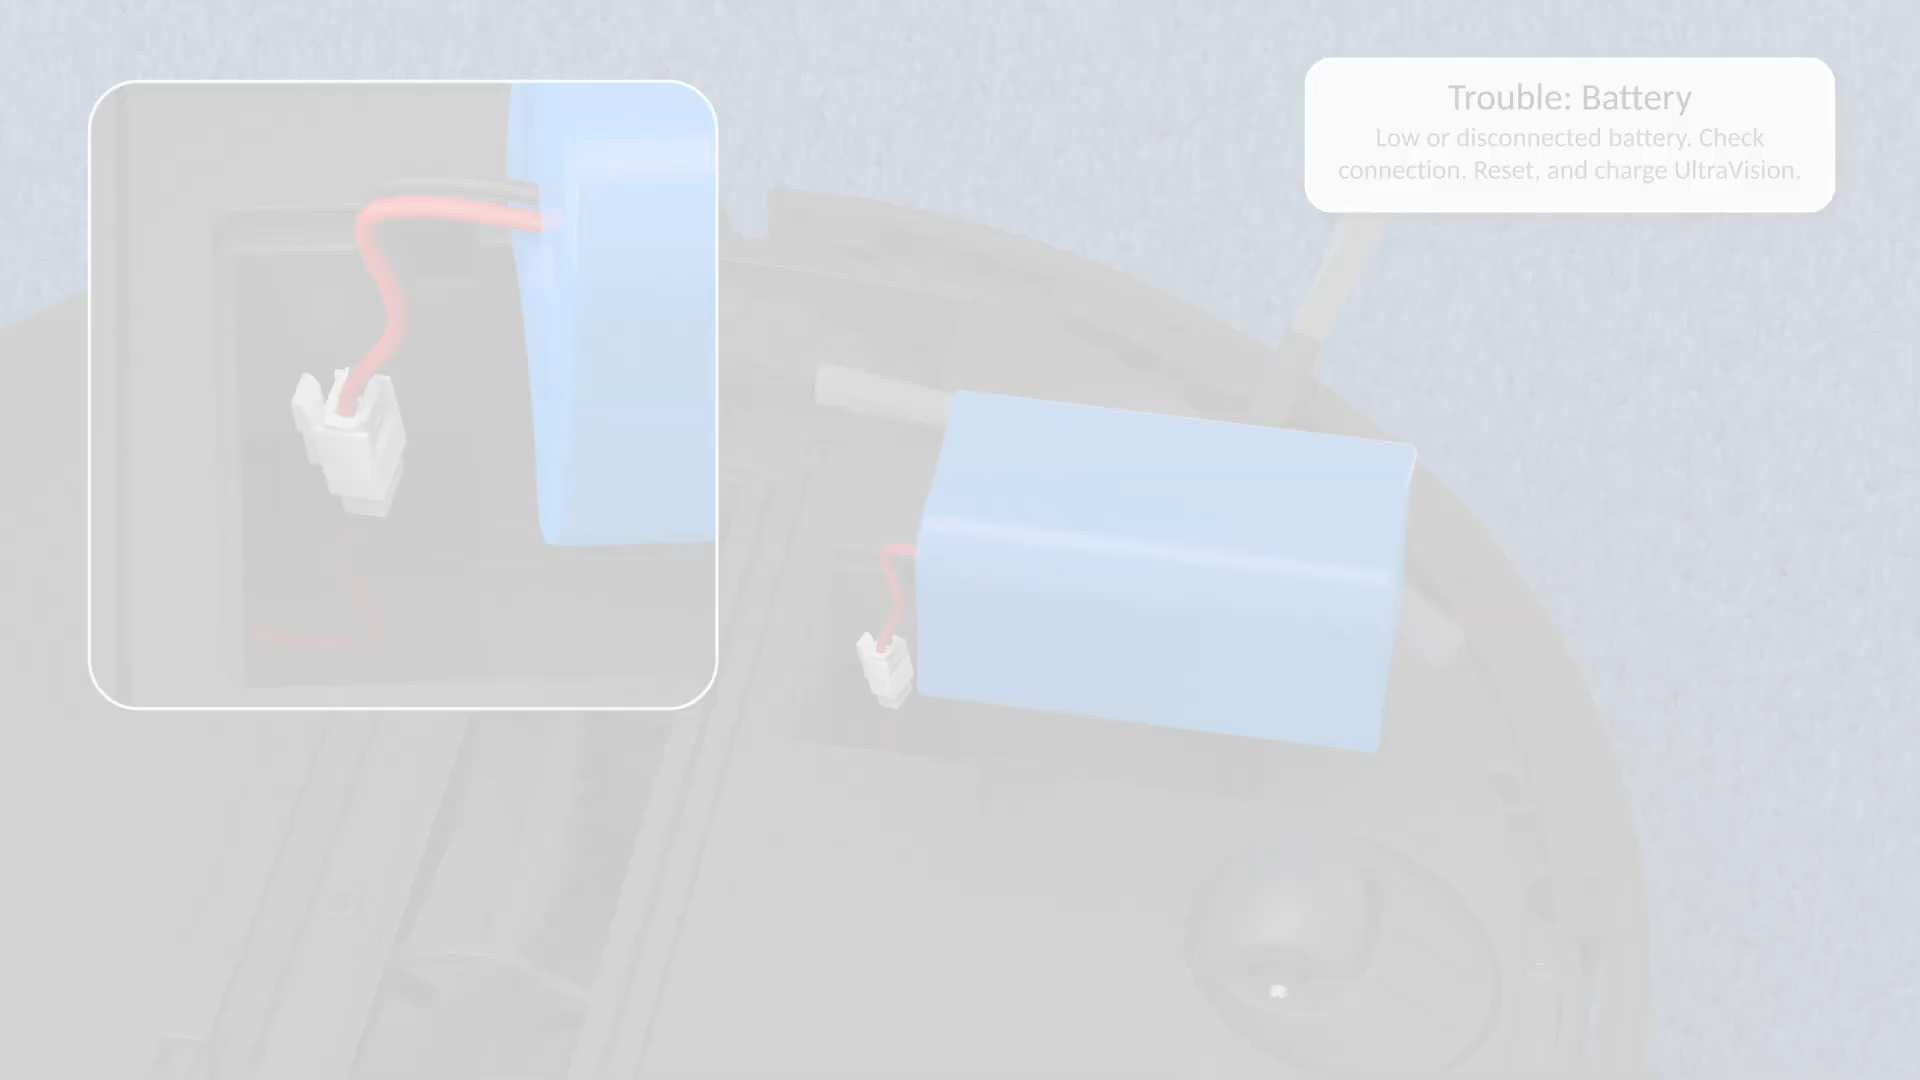 Trouble: Battery
Low or disconnected battery. Check
connection. Reset, and charge UltraVision.